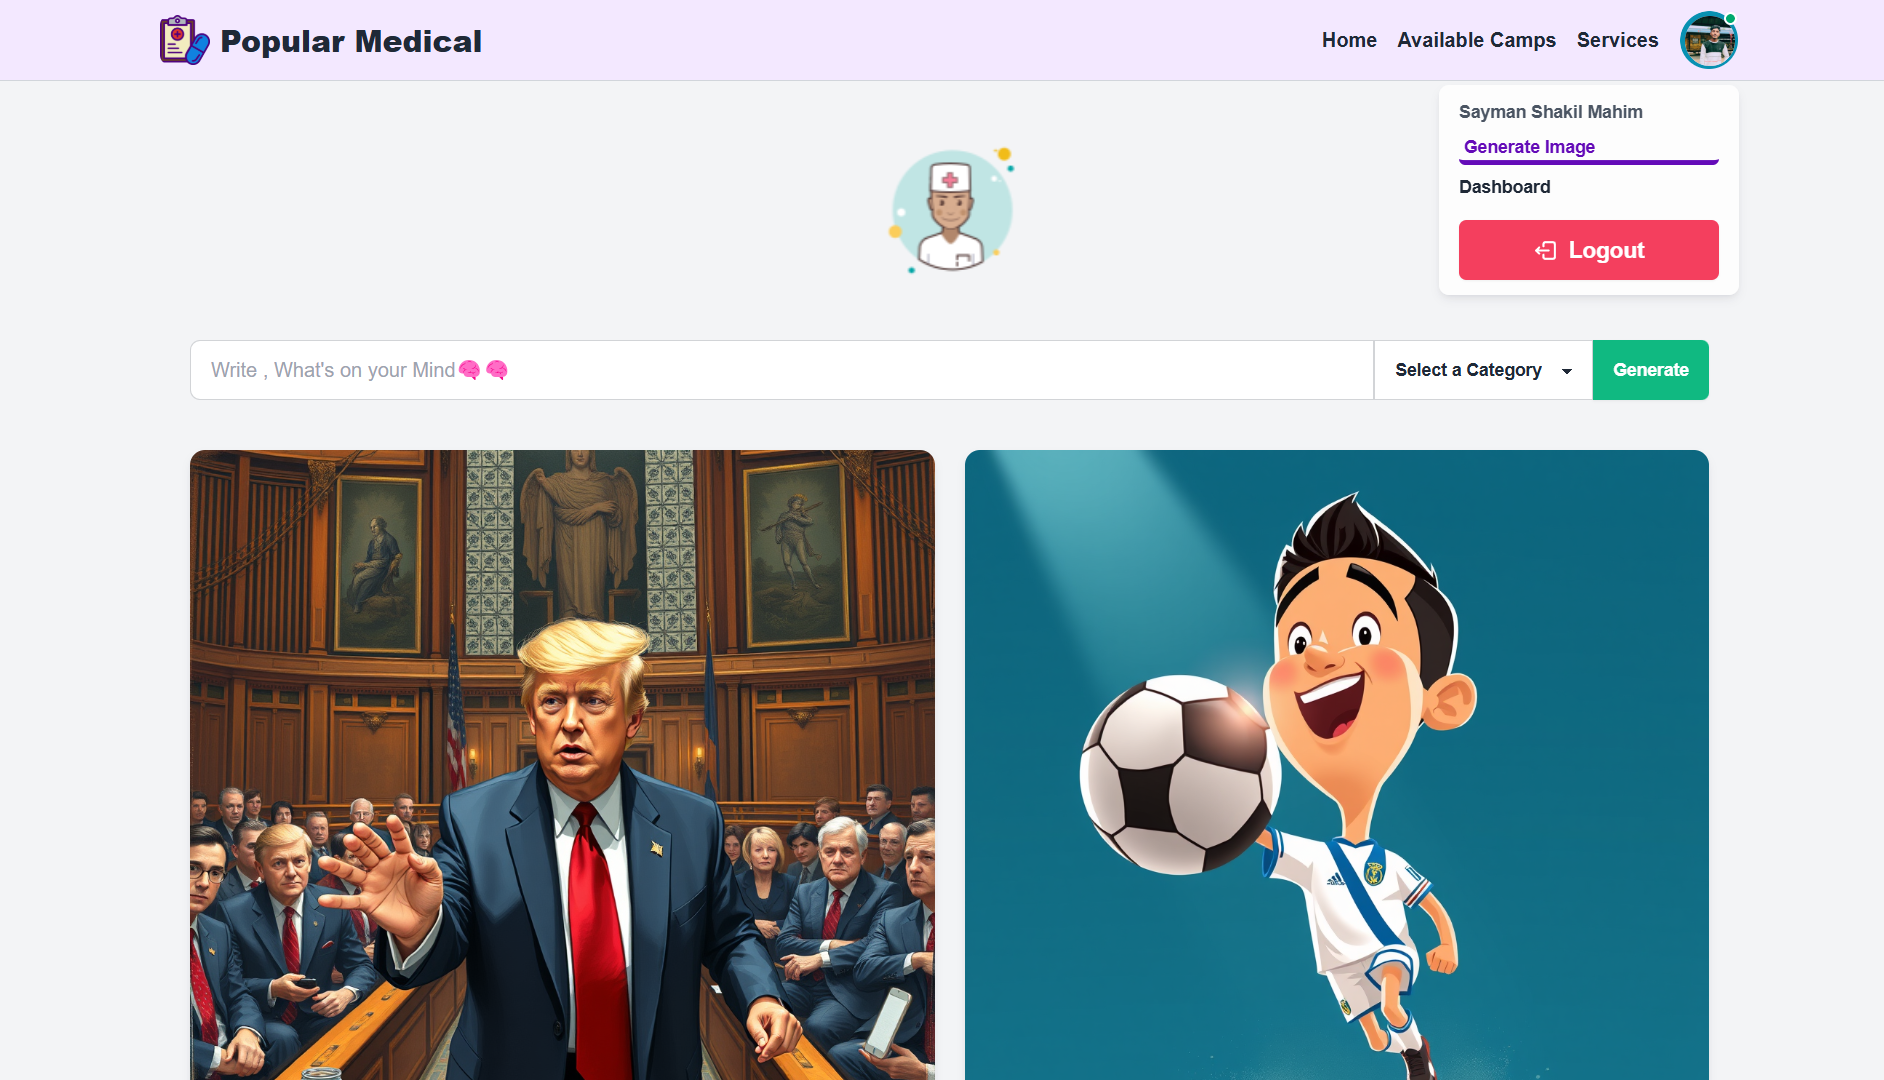 Popular Medical
Home Available Camps Services
Sayman Shakil Mahim
Generate Image
Dashboard
Logout
Write , What's on your Mind🧠 🧠
Select a Category
Generate